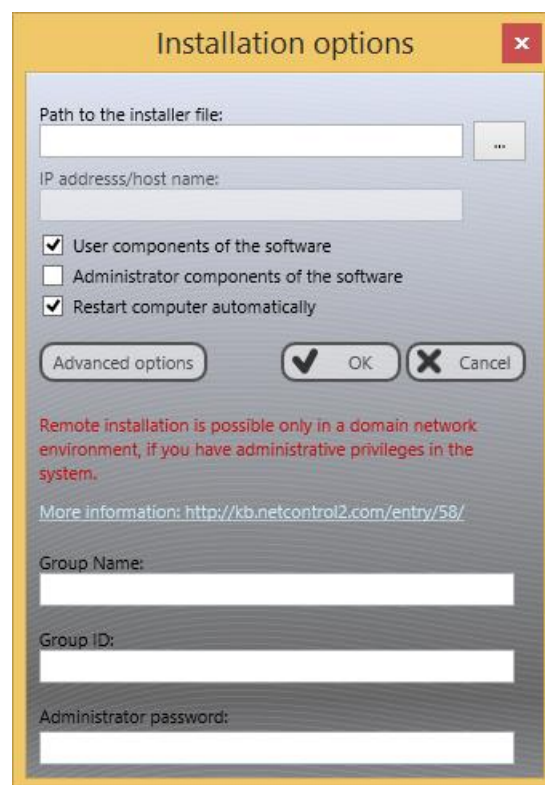 Installation options
Path to the installer file:
...
IP addresss/host name:
User components of the software
Administrator components of the software
Restart computer automatically
Advanced options OK Cancel
Remote installation is possible only in a domain network
environment, if you have administrative privileges in the
system.
More information: http://kb.netcontrol2.com/entry/58/
Group Name:
Group ID:
Administrator password: